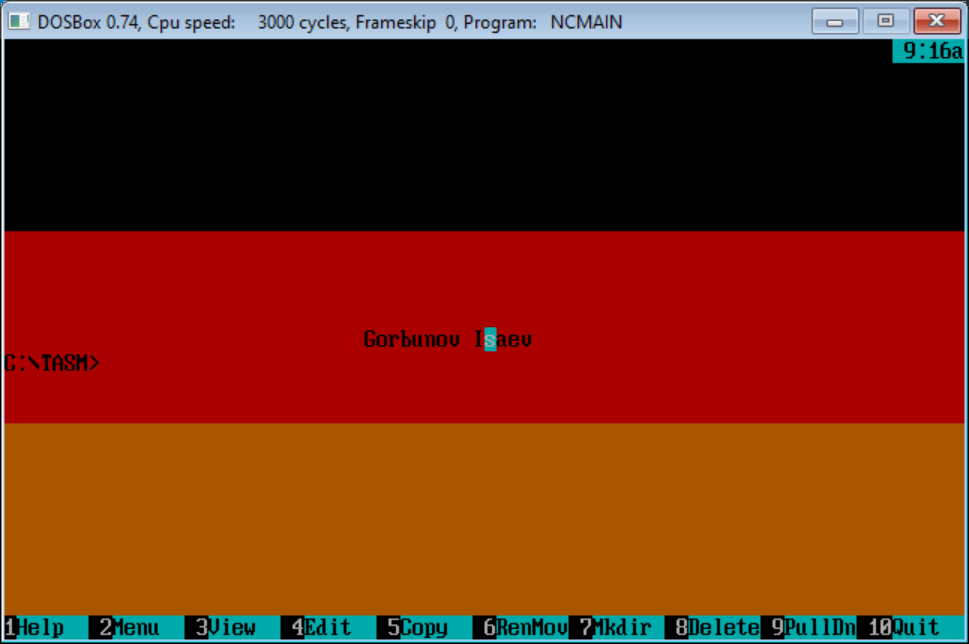 DOSBox 0.74, Cpu speed: 3000 cycles, Frameskip 0, Program: NCMAIN
9:16a
Gorbunov Isaev
C:\TASM>
1Help 2Menu 3View 4Edit 5Copy 6RenMov 7Mkdir 8Delete 9PullDn 10Quit